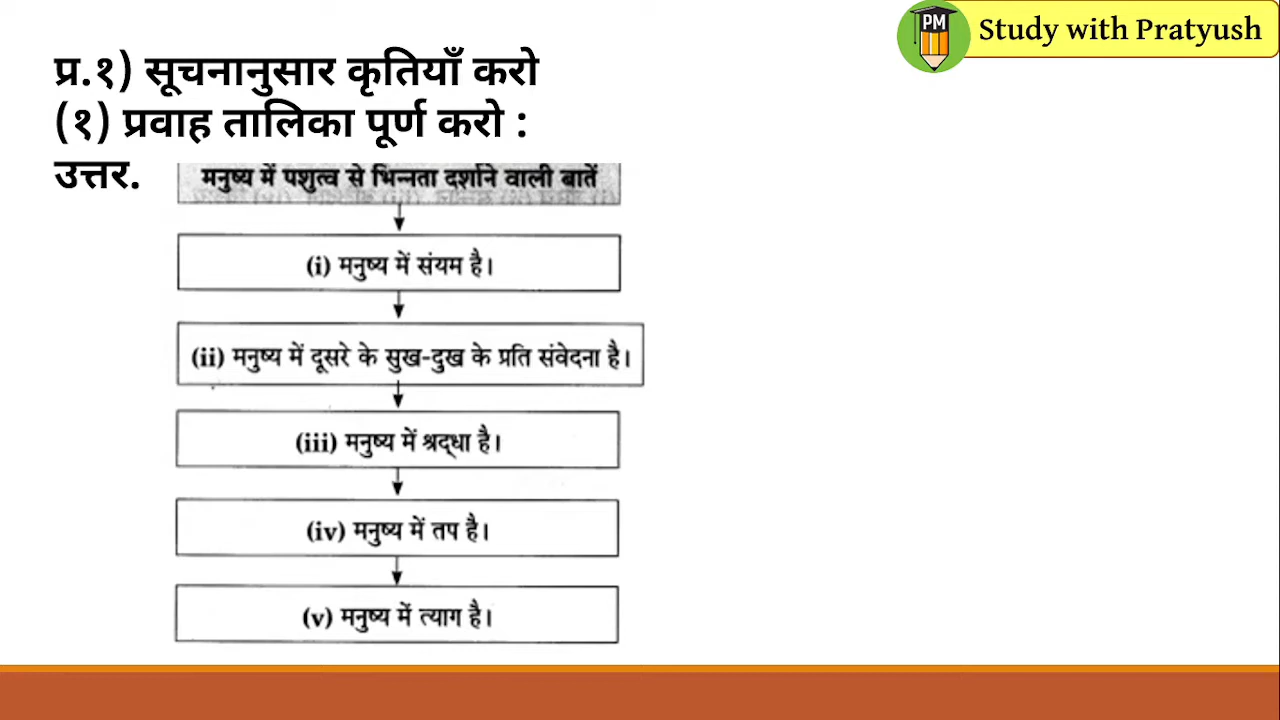 PM
Study with Pratyush
प्र.१) सूचनानुसार कृतियाँ करो
(१) प्रवाह तालिका पूर्ण करो :
उत्तर.
मनुष्य में पशुत्व से भिन्नता दर्शाने वाली बातें
(i) मनुष्य में संयम है।
(ii) मनुष्य में दूसरे के सुख-दुख के प्रति संवेदना है।
(iii) मनुष्य में श्रद्‌धा है।
(iv) मनुष्य में तप है।
(v) मनुष्य में त्याग है।